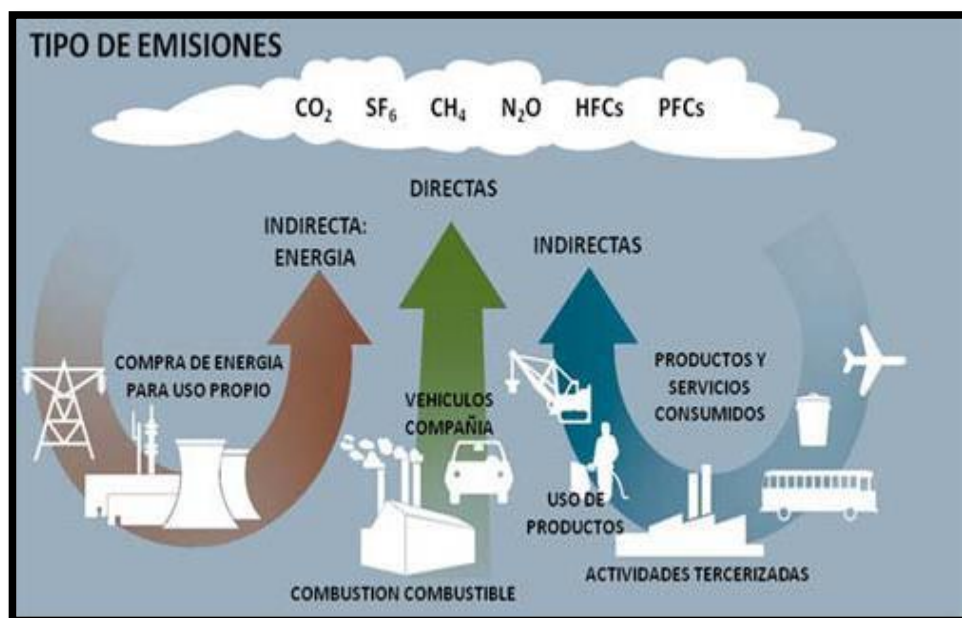 TIPO DE EMISIONES
CO₂ SF₆ CH₄ N₂O HFCs PFCs
DIRECTAS
INDIRECTA:
ENERGIA
INDIRECTAS
COMPRA DE ENERGIA
PARA USO PROPIO
VEHICULOS
COMPAÑIA
PRODUCTOS Y
SERVICIOS
CONSUMIDOS
USO DE
PRODUCTOS
COMBUSTION COMBUSTIBLE
ACTIVIDADES TERCERIZADAS